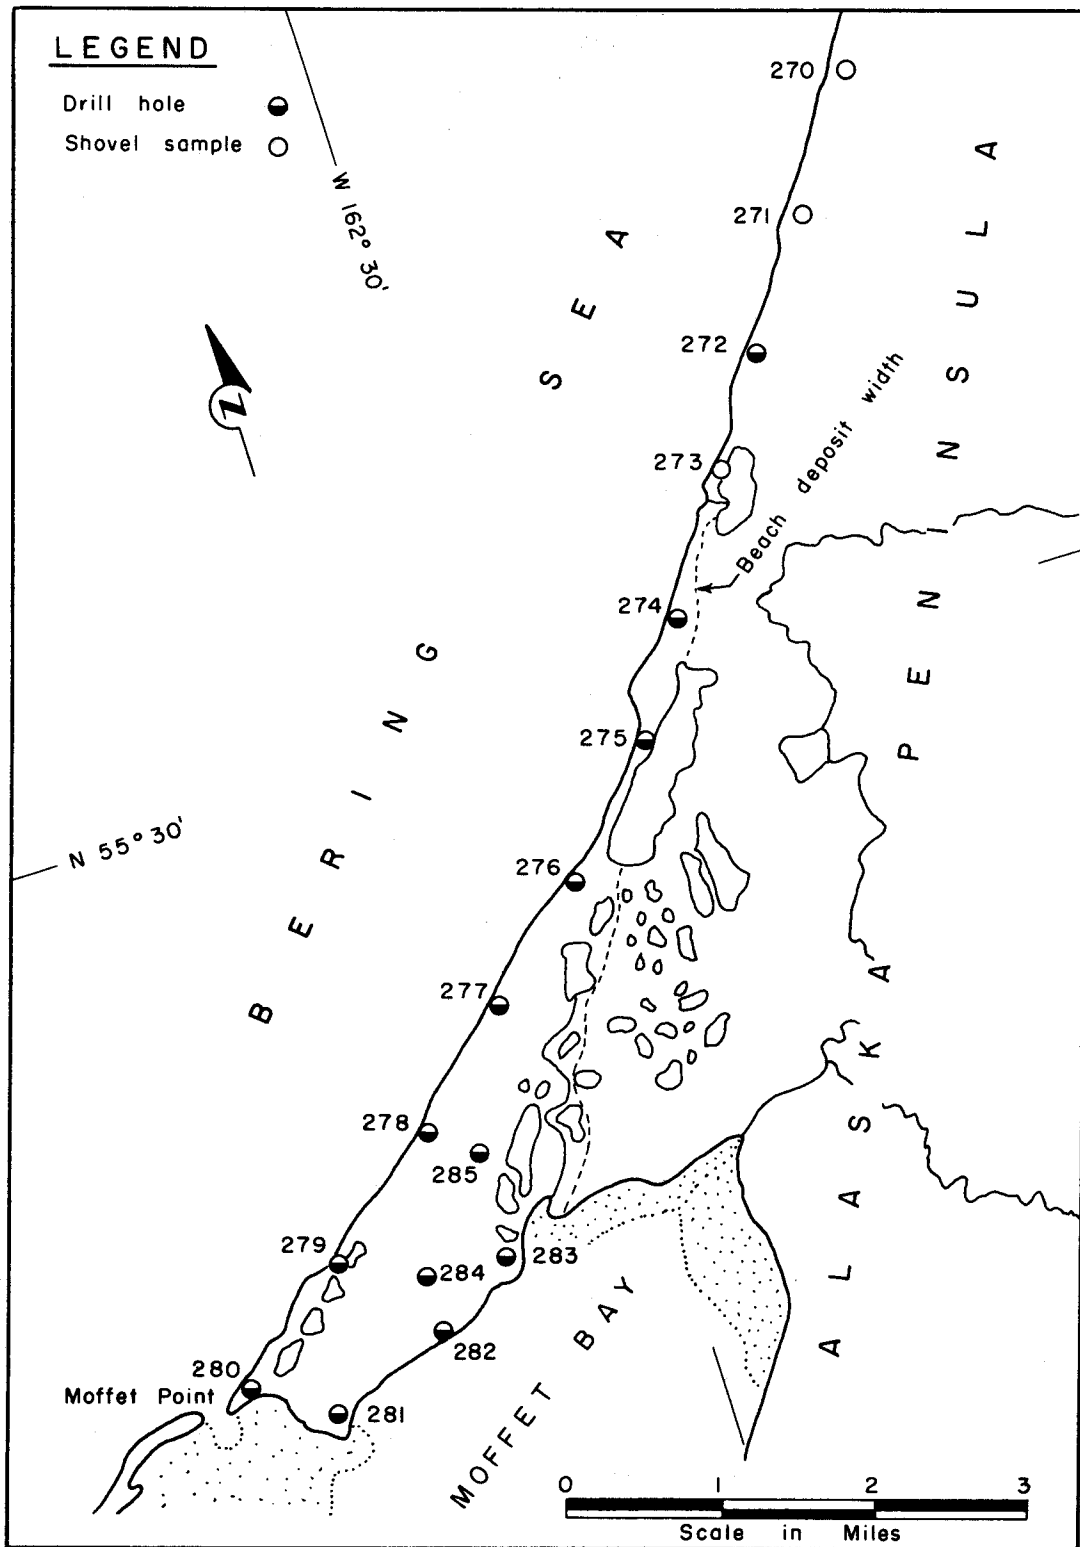 LEGEND
Drill hole
Shovel sample
W 162° 30'
N
N 55° 30'
BERING SEA
ALASKA PENINSULA
Beach deposit width
270
271
272
273
274
275
276
277
278
285
279
284
283
282
280
281
Moffet Point
MOFFET BAY
0 1 2 3
Scale in Miles